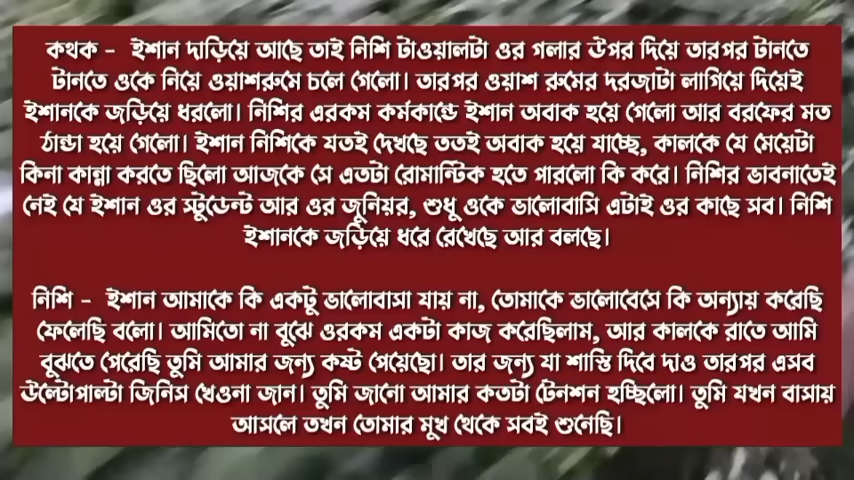 কথক - ইশান দাড়িয়ে আছে তাই নিশি টাওয়ালটা ওর গলার উপর দিয়ে তারপর টানতে
টানতে ওকে নিয়ে ওয়াশরুমে চলে গেলো। তারপর ওয়াশ রুমের দরজাটা লাগিয়ে দিয়েই
ইশানকে জড়িয়ে ধরলো। নিশির এরকম কর্মকান্ডে ইশান অবাক হয়ে গেলো আর বরফের মত
ঠান্ডা হয়ে গেলো। ইশান নিশিকে যতই দেখছে ততই অবাক হয়ে যাচ্ছে, কালকে যে মেয়েটা
কিনা কান্না করতে ছিলো আজকে সে এতটা রোমান্টিক হতে পারলো কি করে। নিশির ভাবনাতেই
নেই যে ইশান ওর স্টুডেন্ট আর ওর জুনিয়র, শুধু ওকে ভালোবাসি এটাই ওর কাছে সব। নিশি
ইশানকে জড়িয়ে ধরে রেখেছে আর বলছে।
নিশি - ইশান আমাকে কি একটু ভালোবাসা যায় না, তোমাকে ভালোবেসে কি অন্যায় করেছি
ফেলেছি বলো। আমিতো না বুঝে ওরকম একটা কাজ করেছিলাম, আর কালকে রাতে আমি
বুঝতে পেরেছি তুমি আমার জন্য কষ্ট পেয়েছো। তার জন্য যা শাস্তি দিবে দাও তারপর এসব
উল্টোপাল্টা জিনিস খেওনা জান। তুমি জানো আমার কতটা টেনশন হচ্ছিলো। তুমি যখন বাসায়
আসলে তখন তোমার মুখ থেকে সবই শুনেছি।